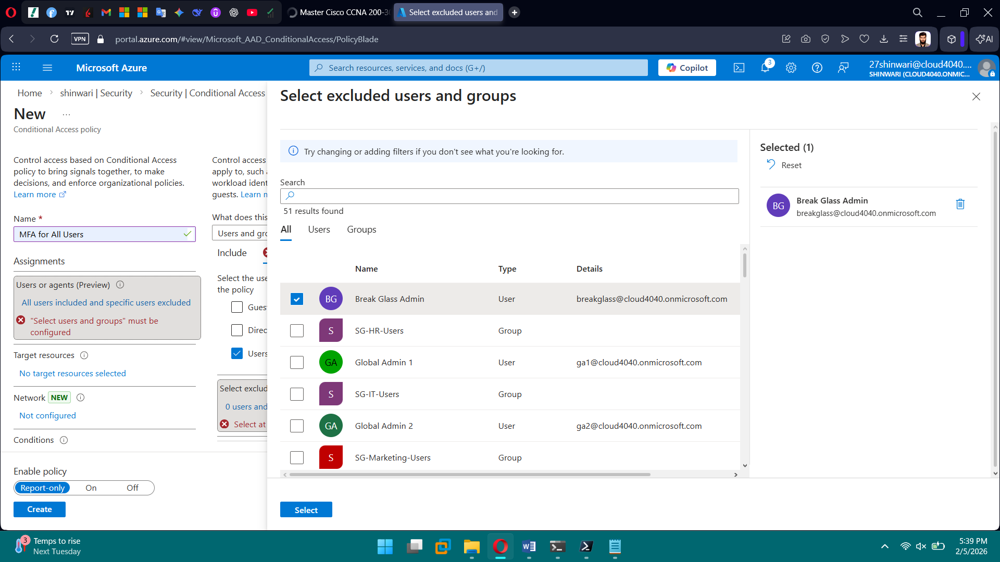 Master Cisco CCNA 200-30
Select excluded users and
VPN
portal.azure.com/#view/Microsoft_AAD_ConditionalAccess/PolicyBlade
AI
Microsoft Azure
Search resources, services, and docs (G+/)
Copilot
3
27shinwari@cloud4040....
SHINWARI (CLOUD4040.ONMIC...
Home
shinwari | Security
Security | Conditional Access
New
...
Conditional Access policy
Control access based on Conditional Access
policy to bring signals together, to make
decisions, and enforce organizational policies.
Learn more
Name *
MFA for All Users
Assignments
Users or agents (Preview)
All users included and specific users excluded
"Select users and groups" must be
configured
Target resources
No target resources selected
Network NEW
Not configured
Conditions
Enable policy
Report-only On Off
Create
Control access
apply to, such
workload ident
guests. Learn
What does this
Users and gro
Include
Select the use
the policy
Gues
Direc
Users
Select exclud
0 users and
Select at
Select excluded users and groups
Try changing or adding filters if you don't see what you're looking for.
Search
51 results found
All Users Groups
Name Type Details
BG Break Glass Admin User breakglass@cloud4040.onmicrosoft.com
S SG-HR-Users Group
GA Global Admin 1 User ga1@cloud4040.onmicrosoft.com
S SG-IT-Users Group
GA Global Admin 2 User ga2@cloud4040.onmicrosoft.com
S SG-Marketing-Users Group
Select
Selected (1)
Reset
BG
Break Glass Admin
breakglass@cloud4040.onmicrosoft.com
3
Temps to rise
Next Tuesday
5:39 PM
2/5/2026